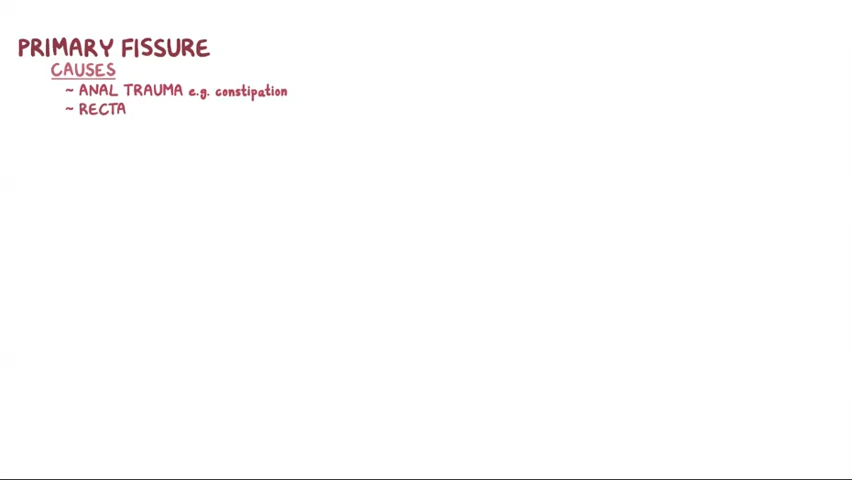 PRIMARY FISSURE
CAUSES
~ ANAL TRAUMA e.g. constipation
~ RECTA